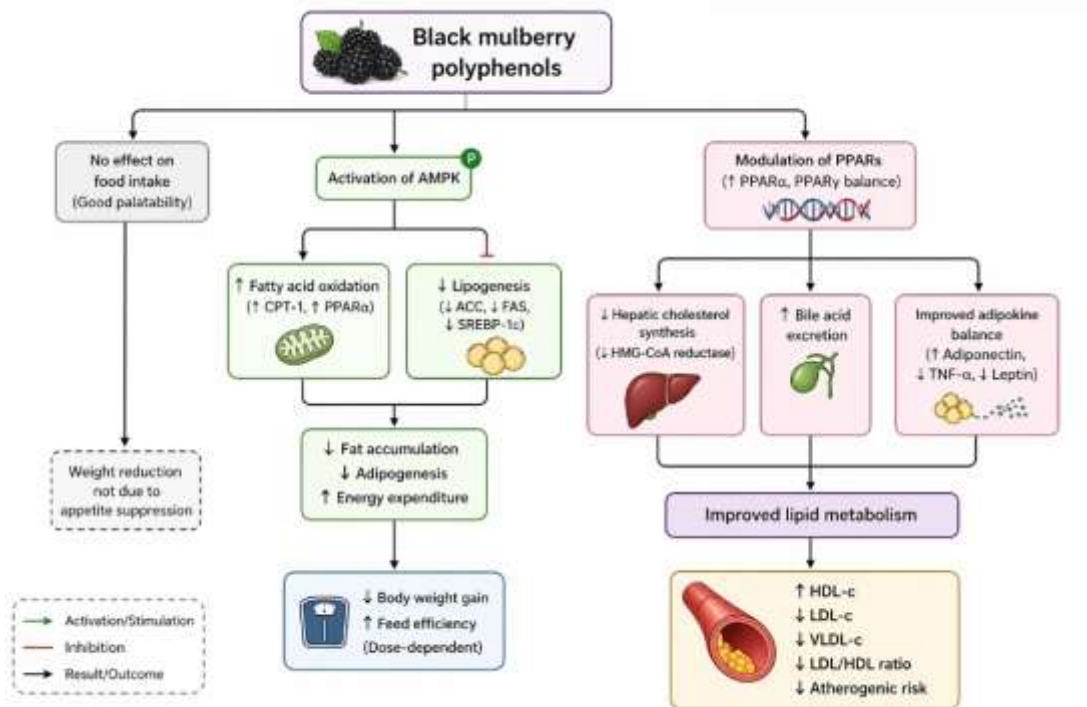 Black mulberry
polyphenols
No effect on
food intake
(Good palatability)
Weight reduction
not due to
appetite suppression
P
Activation of AMPK
↑ Fatty acid oxidation
(↑ CPT-1, ↑ PPARα)
↓ Lipogenesis
(↓ ACC, ↓ FAS,
↓ SREBP-1c)
↓ Fat accumulation
↓ Adipogenesis
↑ Energy expenditure
↓ Body weight gain
↑ Feed efficiency
(Dose-dependent)
Modulation of PPARs
(↑ PPARα, PPARγ balance)
↓ Hepatic cholesterol
synthesis
(↓ HMG-CoA reductase)
↑ Bile acid
excretion
Improved adipokine
balance
(↑ Adiponectin,
↓ TNF-α, ↓ Leptin)
Improved lipid metabolism
↑ HDL-c
↓ LDL-c
↓ VLDL-c
↓ LDL/HDL ratio
↓ Atherogenic risk
Activation/Stimulation
Inhibition
Result/Outcome